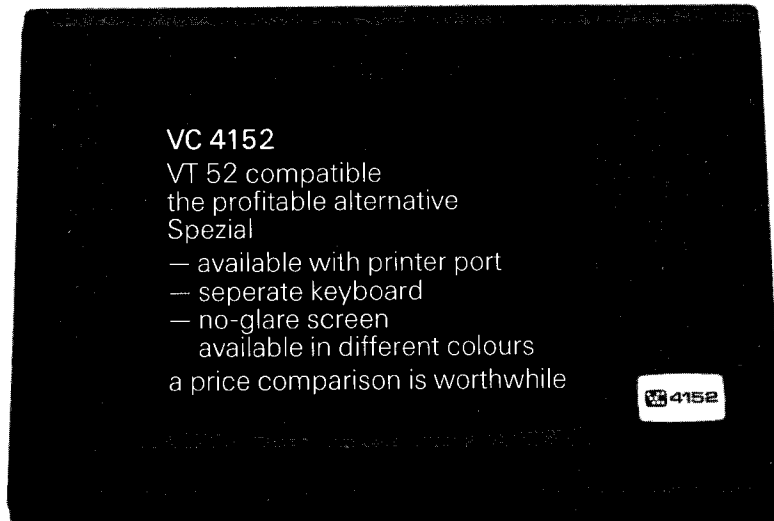 VC 4152
VT 52 compatible
the profitable alternative
Spezial
— available with printer port
— seperate keyboard
— no-glare screen
available in different colours
a price comparison is worthwhile
VC 4152